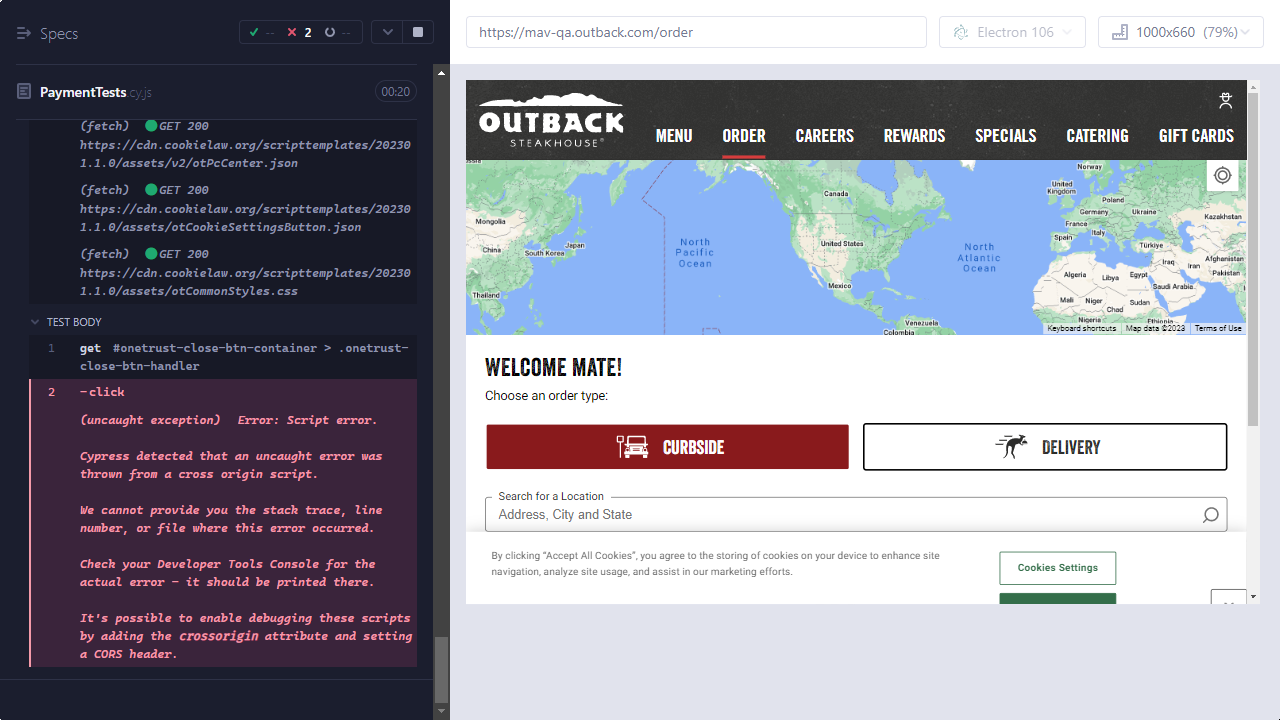 Specs
--
2
--
PaymentTests.cy.js
00:20
(fetch) GET 200
https://cdn.cookielaw.org/scripttemplates/20230
1.1.0/assets/v2/otPcCenter.json
(fetch) GET 200
https://cdn.cookielaw.org/scripttemplates/20230
1.1.0/assets/otCookieSettingsButton.json
(fetch) GET 200
https://cdn.cookielaw.org/scripttemplates/20230
1.1.0/assets/otCommonStyles.css
TEST BODY
1 get #onetrust-close-btn-container > .onetrust-
close-btn-handler
2 -click
(uncaught exception) Error: Script error.
Cypress detected that an uncaught error was
thrown from a cross origin script.
We cannot provide you the stack trace, line
number, or file where this error occurred.
Check your Developer Tools Console for the
actual error - it should be printed there.
It's possible to enable debugging these scripts
by adding the crossorigin attribute and setting
a CORS header.
https://mav-qa.outback.com/order
Electron 106
1000x660 (79%)
OUTBACK
STEAKHOUSE®
MENU
ORDER
CAREERS
REWARDS
SPECIALS
CATERING
GIFT CARDS
Norway
Canada
United
Kingdom
Poland
Germany
Ukraine
France
Italy
Kazakhstan
Mongolia
Japan
China
South Korea
North
Pacific
Ocean
United States
North
Atlantic
Ocean
Spain
Türkiye
Iraq
Iran
Afghanistan
Pakistan
Algeria
Libya
Egypt
Saudi Arabia
Mexico
Mali
Niger
Chad
Sudan
Thailand
Nigeria
Ethiopia
Venezuela
Colombia
Keyboard shortcuts
Map data ©2023
Terms of Use
WELCOME MATE!
Choose an order type:
CURBSIDE
DELIVERY
Search for a Location
Address, City and State
By clicking “Accept All Cookies”, you agree to the storing of cookies on your device to enhance site
navigation, analyze site usage, and assist in our marketing efforts.
Cookies Settings